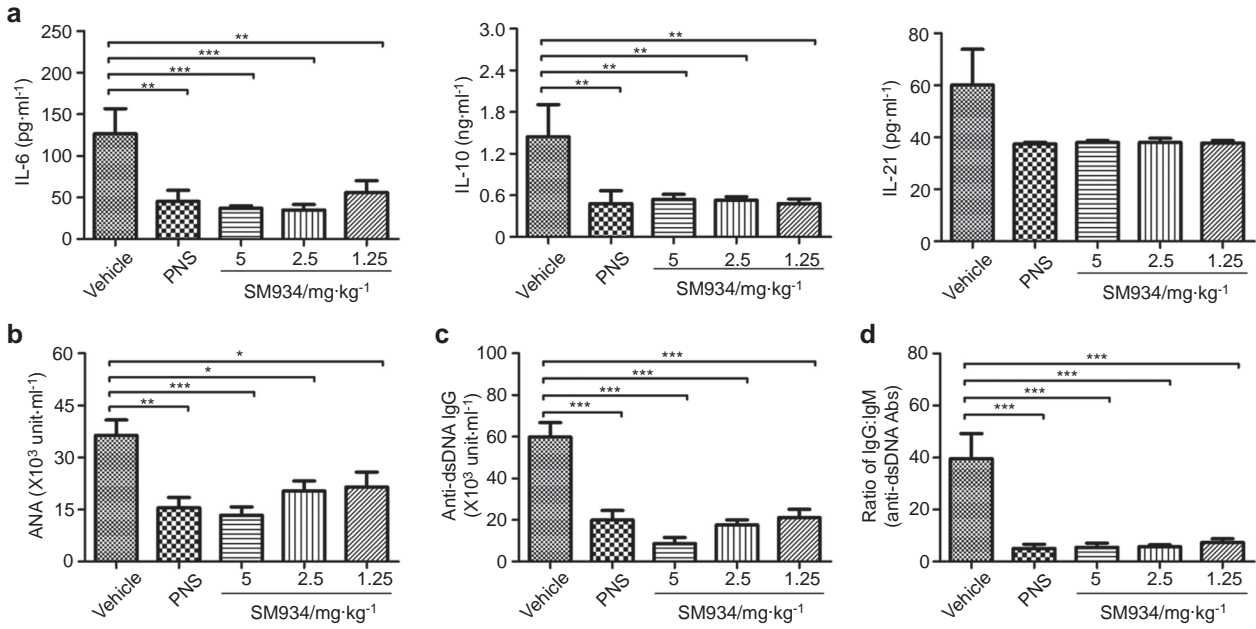 a
IL-6 (pg·ml-1)
250
200
150
100
50
0
**
***
***
**
Vehicle
PNS
5
2.5
1.25
SM934/mg·kg-1
IL-10 (ng·ml-1)
3.0
2.4
1.8
1.2
0.6
0
**
**
**
**
Vehicle
PNS
5
2.5
1.25
SM934/mg·kg-1
IL-21 (pg·ml-1)
80
60
40
20
0
Vehicle
PNS
5
2.5
1.25
SM934/mg·kg-1
b
ANA (X10³ unit·ml-1)
60
45
30
15
0
*
*
***
**
Vehicle
PNS
5
2.5
1.25
SM934/mg·kg-1
c
Anti-dsDNA IgG
(X10³ unit·ml-1)
100
80
60
40
20
0
***
***
***
***
Vehicle
PNS
5
2.5
1.25
SM934/mg·kg-1
d
Ratio of IgG:IgM
(anti-dsDNA Abs)
80
60
40
20
0
***
***
***
***
Vehicle
PNS
5
2.5
1.25
SM934/mg·kg-1